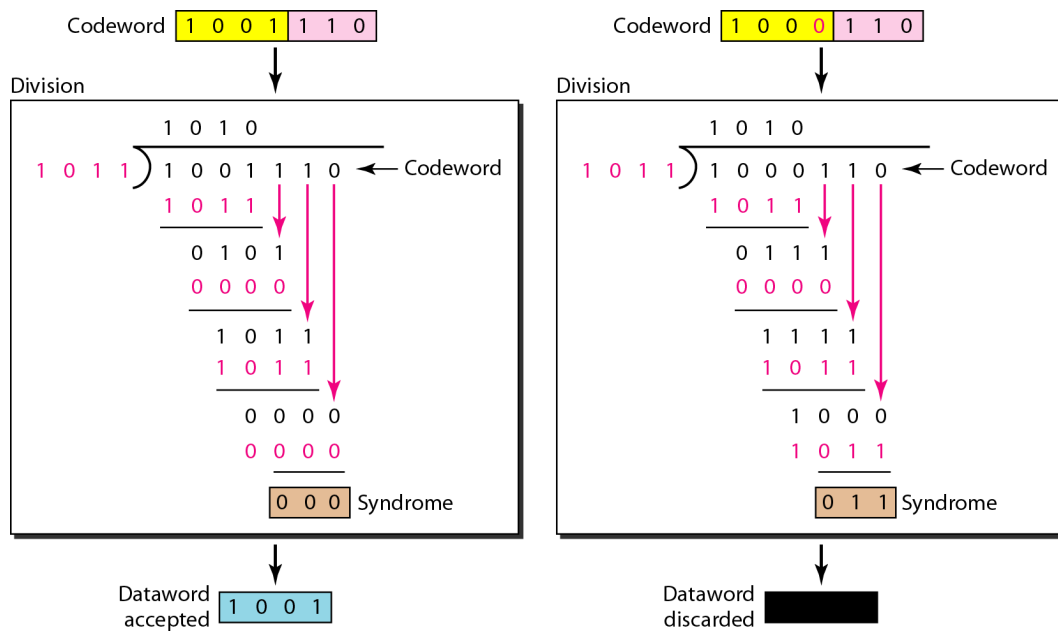 Codeword 1 0 0 1 1 1 0
Division
1 0 1 0
1 0 1 1 1 0 0 1 1 1 0 Codeword
1 0 1 1
0 1 0 1
0 0 0 0
1 0 1 1
1 0 1 1
0 0 0 0
0 0 0 0
0 0 0 Syndrome
Dataword
accepted
1 0 0 1
Codeword 1 0 0 0 1 1 0
Division
1 0 1 0
1 0 1 1 1 0 0 0 1 1 0 Codeword
1 0 1 1
0 1 1 1
0 0 0 0
1 1 1 1
1 0 1 1
1 0 0 0
1 0 1 1
0 1 1 Syndrome
Dataword
discarded